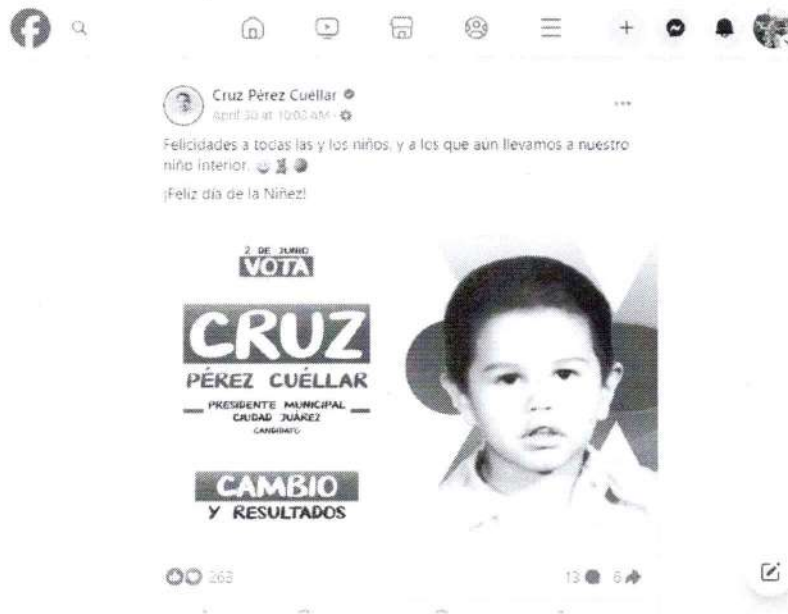 Cruz Pérez Cuéllar
April 30 at 10:03 AM
Felicidades a todas las y los niños, y a los que aún llevamos a nuestro
niño interior.
¡Feliz día de la Niñez!
2 DE JUNIO
VOTA
CRUZ
PÉREZ CUÉLLAR
PRESIDENTE MUNICIPAL
CIUDAD JUÁREZ
CANDIDATO
CAMBIO
Y RESULTADOS
263
13 6